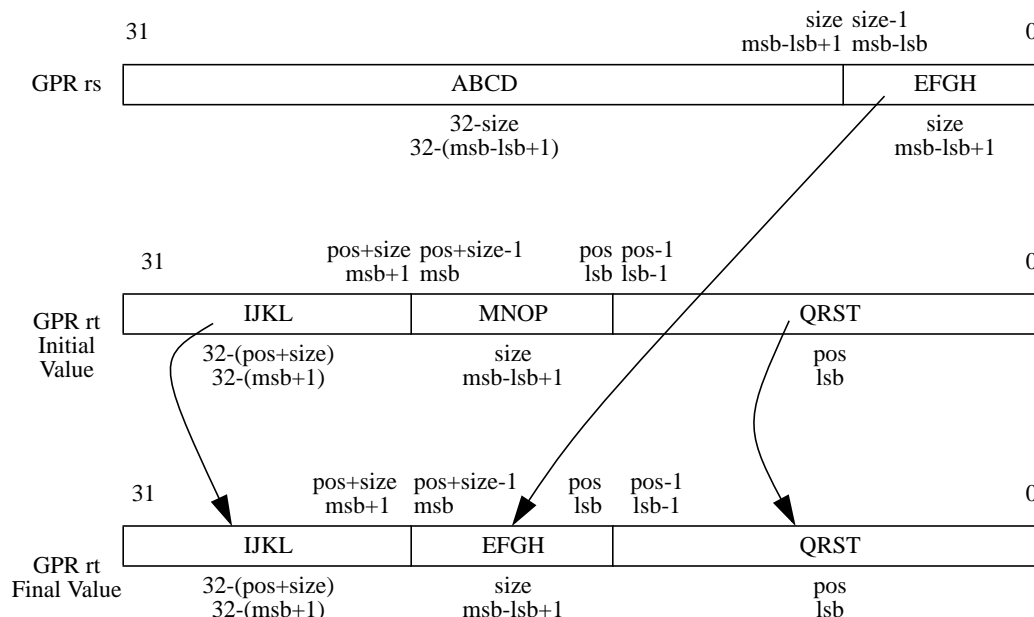 31 size size-1 0
msb-lsb+1 msb-lsb
GPR rs ABCD EFGH
32-size size
32-(msb-lsb+1) msb-lsb+1
31 pos+size pos+size-1 pos pos-1 0
msb+1 msb lsb lsb-1
GPR rt Initial Value IJKL MNOP QRST
32-(pos+size) size pos
32-(msb+1) msb-lsb+1 lsb
31 pos+size pos+size-1 pos pos-1 0
msb+1 msb lsb lsb-1
GPR rt Final Value IJKL EFGH QRST
32-(pos+size) size pos
32-(msb+1) msb-lsb+1 lsb